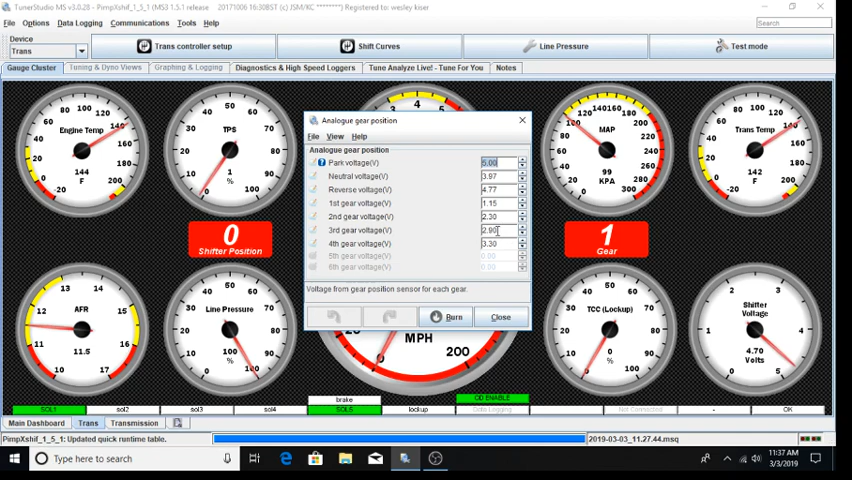 TunerStudio MS v3.0.28 - PimpXshif_1_5_1 (MS3 1.5.1 release 20171006 16:30BST (c) JSM/KC *******) Registered to: wesley kiser
File Options Data Logging Communications Tools Help
Search
Device
Trans
Trans controller setup
Shift Curves
Line Pressure
Test mode
Gauge Cluster
Tuning & Dyno Views
Graphing & Logging
Diagnostics & High Speed Loggers
Tune Analyze Live! - Tune For You
Notes
Engine Temp
144
F
TPS
1
%
MAP
99
KPA
Trans Temp
142
F
0
Shifter Position
1
Gear
Analogue gear position
File View Help
Analogue gear position
Park voltage(V) 5.00
Neutral voltage(V) 3.97
Reverse voltage(V) 4.77
1st gear voltage(V) 1.15
2nd gear voltage(V) 2.30
3rd gear voltage(V) 2.90
4th gear voltage(V) 3.30
5th gear voltage(V) 0.00
6th gear voltage(V) 0.00
Voltage from gear position sensor for each gear.
Burn
Close
AFR
11.5
Line Pressure
100
%
MPH
0
200
TCC (Lockup)
0
%
Shifter
Voltage
4.70
Volts
brake
OD ENABLE
SOL1 sol2 sol3 sol4 SOL5 lockup Data Logging Not Connected - OK
Main Dashboard Trans Transmission
PimpXshif_1_5_1: Updated quick runtime table.
2019-03-03_11.27.44.msq
Type here to search
11:37 AM
3/3/2019